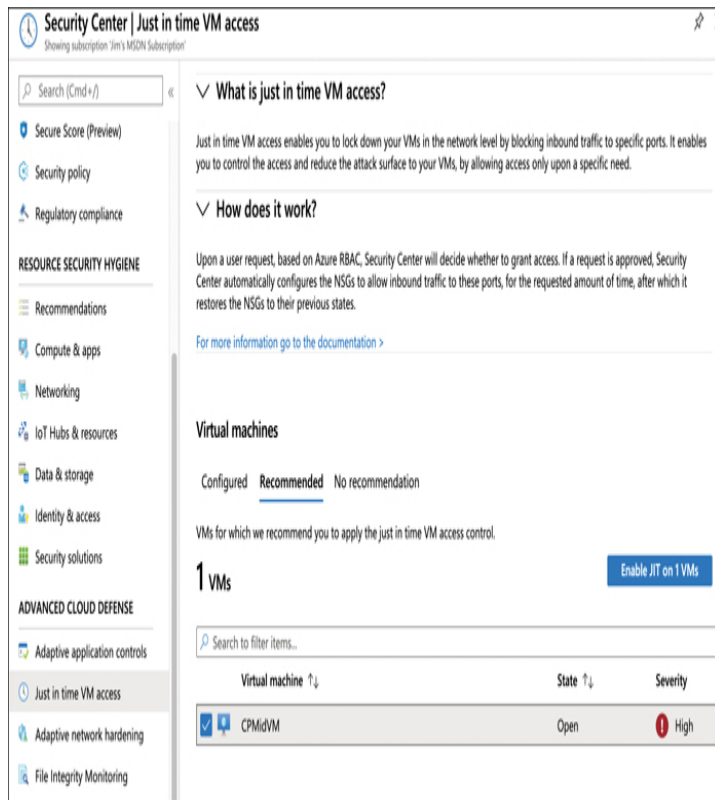 Security Center | Just in time VM access
Showing subscription 'Jim's MSDN Subscription'
Search (Cmd+/)
«
Secure Score (Preview)
Security policy
Regulatory compliance
RESOURCE SECURITY HYGIENE
Recommendations
Compute & apps
Networking
IoT Hubs & resources
Data & storage
Identity & access
Security solutions
ADVANCED CLOUD DEFENSE
Adaptive application controls
Just in time VM access
Adaptive network hardening
File Integrity Monitoring
What is just in time VM access?
Just in time VM access enables you to lock down your VMs in the network level by blocking inbound traffic to specific ports. It enables
you to control the access and reduce the attack surface to your VMs, by allowing access only upon a specific need.
How does it work?
Upon a user request, based on Azure RBAC, Security Center will decide whether to grant access. If a request is approved, Security
Center automatically configures the NSGs to allow inbound traffic to these ports, for the requested amount of time, after which it
restores the NSGs to their previous states.
For more information go to the documentation >
Virtual machines
Configured Recommended No recommendation
VMs for which we recommend you to apply the just in time VM access control.
1 VMs
Enable JIT on 1 VMs
Search to filter items...
Virtual machine ↑↓ State ↑↓ Severity
CPMidVM Open High